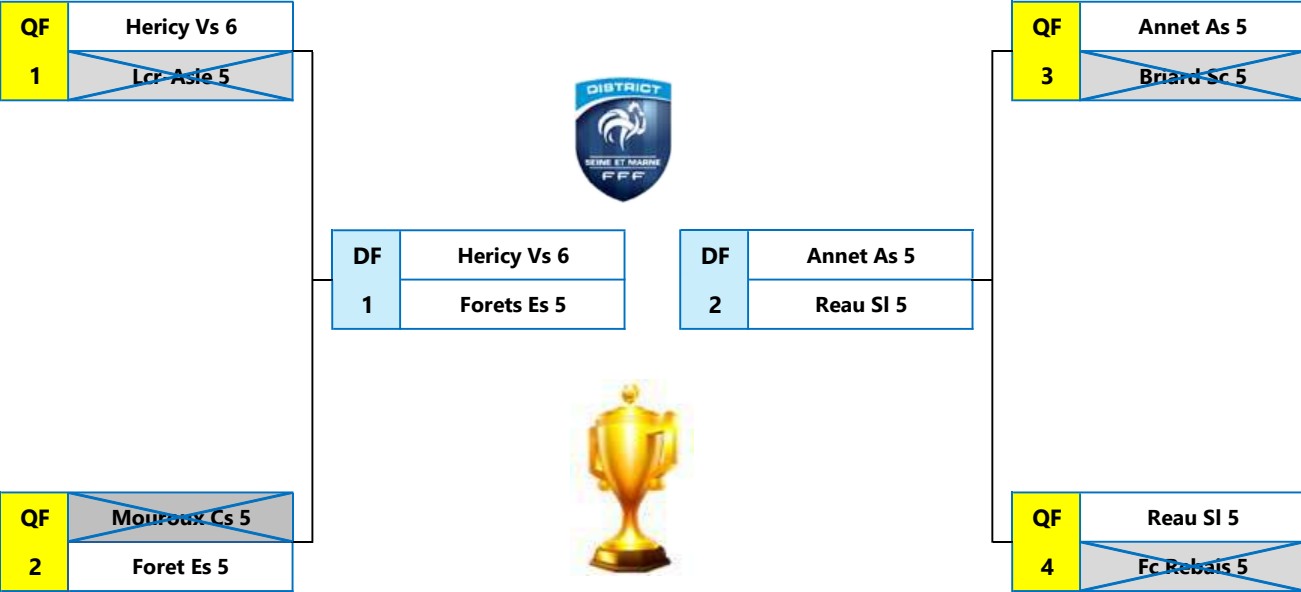 QF
1
Hericy Vs 6
Lcr Asie 5
QF
3
Annet As 5
Briard Sc 5
DISTRICT
SEINE ET MARNE
FFF
DF
1
Hericy Vs 6
Forets Es 5
DF
2
Annet As 5
Reau Sl 5
QF
2
Mouroux Cs 5
Foret Es 5
QF
4
Reau Sl 5
Fc Rebais 5